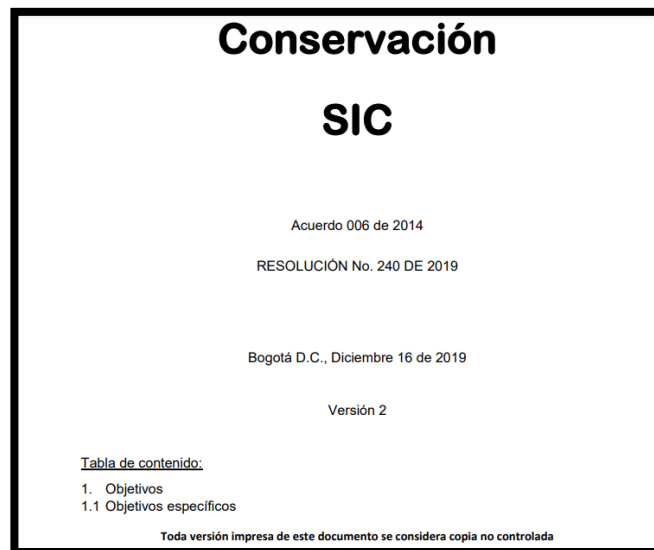 Conservación
SIC
Acuerdo 006 de 2014
RESOLUCIÓN No. 240 DE 2019
Bogotá D.C., Diciembre 16 de 2019
Versión 2
Tabla de contenido:
1. Objetivos
1.1 Objetivos específicos
Toda versión impresa de este documento se considera copia no controlada